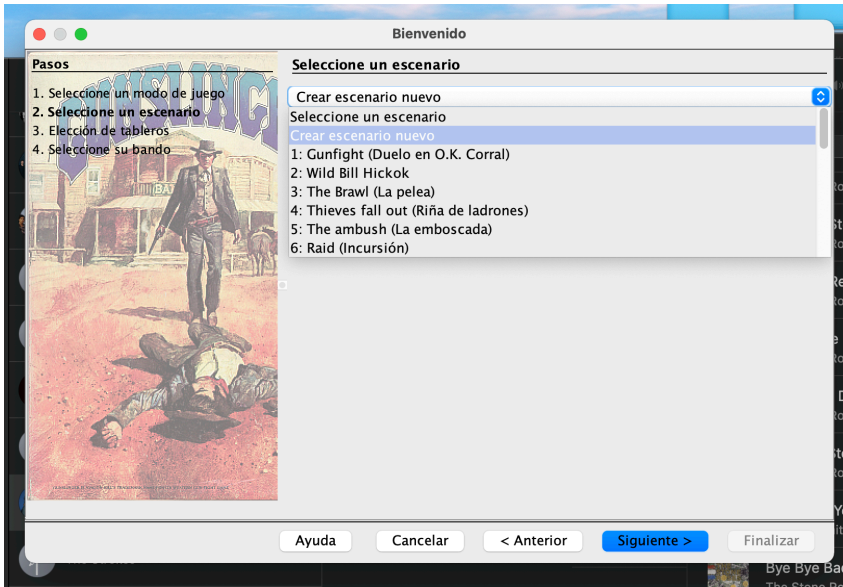 Bienvenido
Pasos
1. Seleccione un modo de juego
2. Seleccione un escenario
3. Elección de tableros
4. Seleccione su bando
GUNSLINGE
BA
Seleccione un escenario
Crear escenario nuevo
Seleccione un escenario
Crear escenario nuevo
1: Gunfight (Duelo en O.K. Corral)
2: Wild Bill Hickok
3: The Brawl (La pelea)
4: Thieves fall out (Riña de ladrones)
5: The ambush (La emboscada)
6: Raid (Incursión)
Ayuda
Cancelar
< Anterior
Siguiente >
Finalizar
Bye Bye Ba